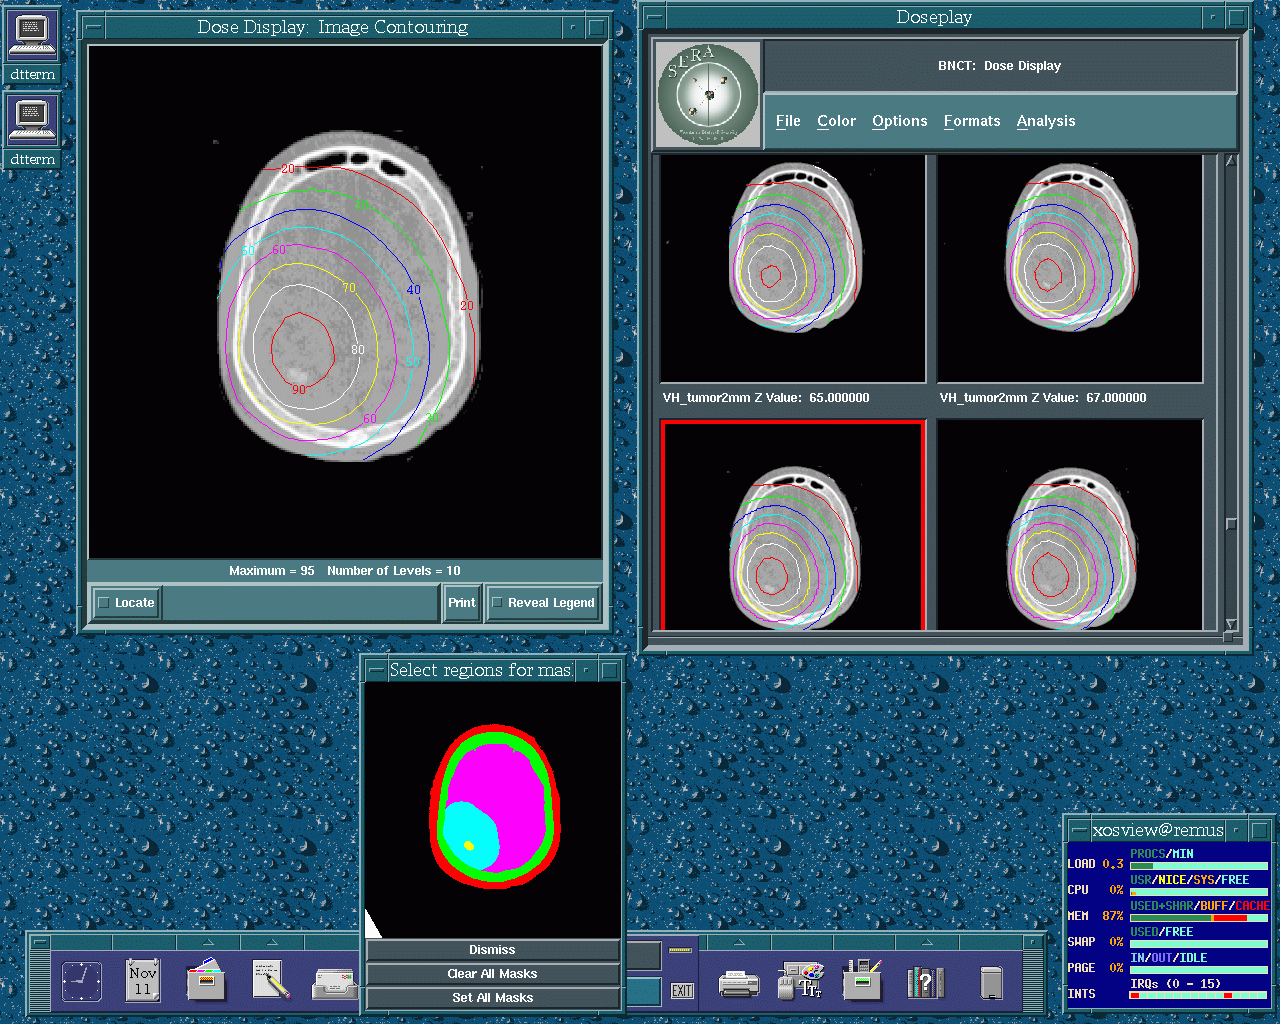 dtterm
dtterm
Dose Display:  Image Contouring
-20
30
50
60
70
40
20
80
50
90
60
3
Maximum = 95   Number of Levels = 10
Locate
Print
Reveal Legend
Doseplay
SERA
BNCT:  Dose Display
File   Color   Options   Formats   Analysis
VH_tumor2mm Z Value:  65.000000
VH_tumor2mm Z Value:  67.000000
Select regions for mas
Dismiss
Clear All Masks
Set All Masks
Nov
11
EXIT
xosview@remus
PROCS/MIN
LOAD 0.3
USR/NICE/SYS/FREE
CPU 0%
USED+SHAR/BUFF/CACHE
MEM 87%
USED/FREE
SWAP 0%
IN/OUT/IDLE
PAGE 0%
IRQs (0 - 15)
INTS